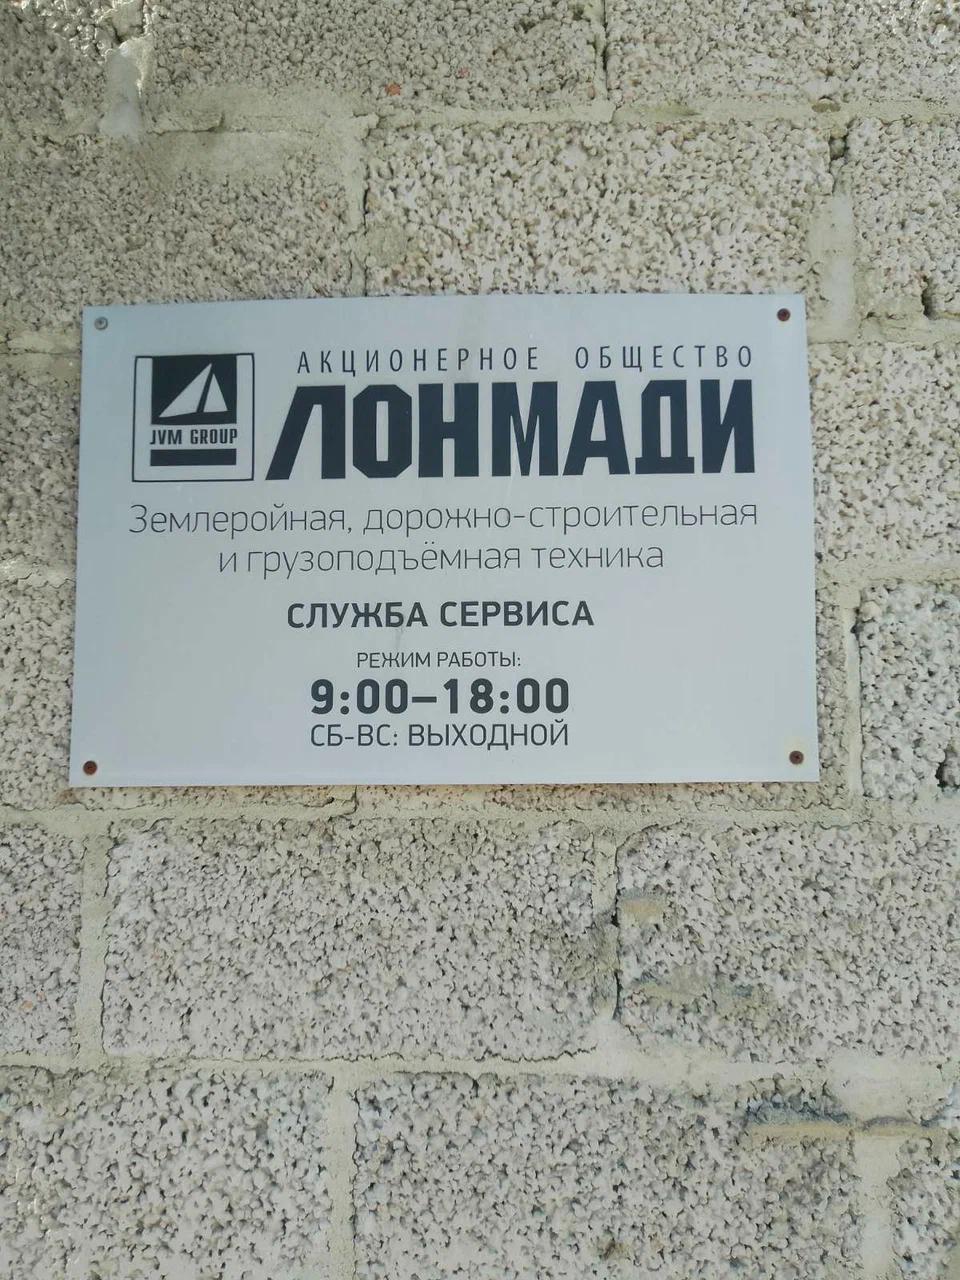 АКЦИОНЕРНОЕ ОБЩЕСТВО
JVM GROUP
ЛОНМАДИ
Землеройная, дорожно-строительная
и грузоподъёмная техника
СЛУЖБА СЕРВИСА
РЕЖИМ РАБОТЫ:
9:00–18:00
СБ-ВС: ВЫХОДНОЙ